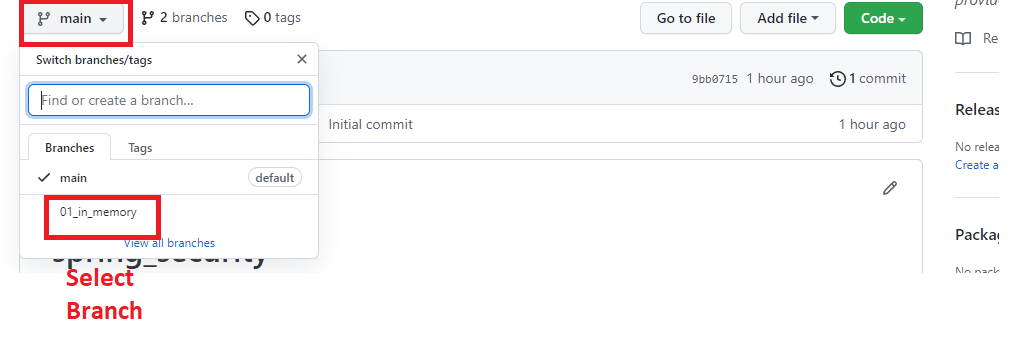 provid
main
2 branches
0 tags
Go to file
Add file
Code
Switch branches/tags
Find or create a branch...
9bb0715 1 hour ago
1 commit
Initial commit
1 hour ago
Branches
Tags
main
default
01_in_memory
View all branches
spring_security
Select
Branch
Re
Releas
No relea
Create a
Packag
No pack